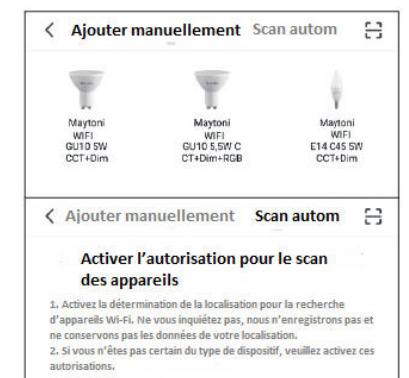 Ajouter manuellement Scan autom
Maytoni
WIFI
GU10 5W
CCT+Dim
Maytoni
WIFI
GU10 5,5W C
CT+Dim+RGB
Maytoni
WIFI
E14 C45 5W
CCT+Dim
Ajouter manuellement Scan autom
Activer l'autorisation pour le scan
des appareils
1. Activez la détermination de la localisation pour la recherche
d'appareils Wi-Fi. Ne vous inquiétez pas, nous n'enregistrons pas et
ne conservons pas les données de votre localisation.
2. Si vous n'êtes pas certain du type de dispositif, veuillez activez ces
autorisations.